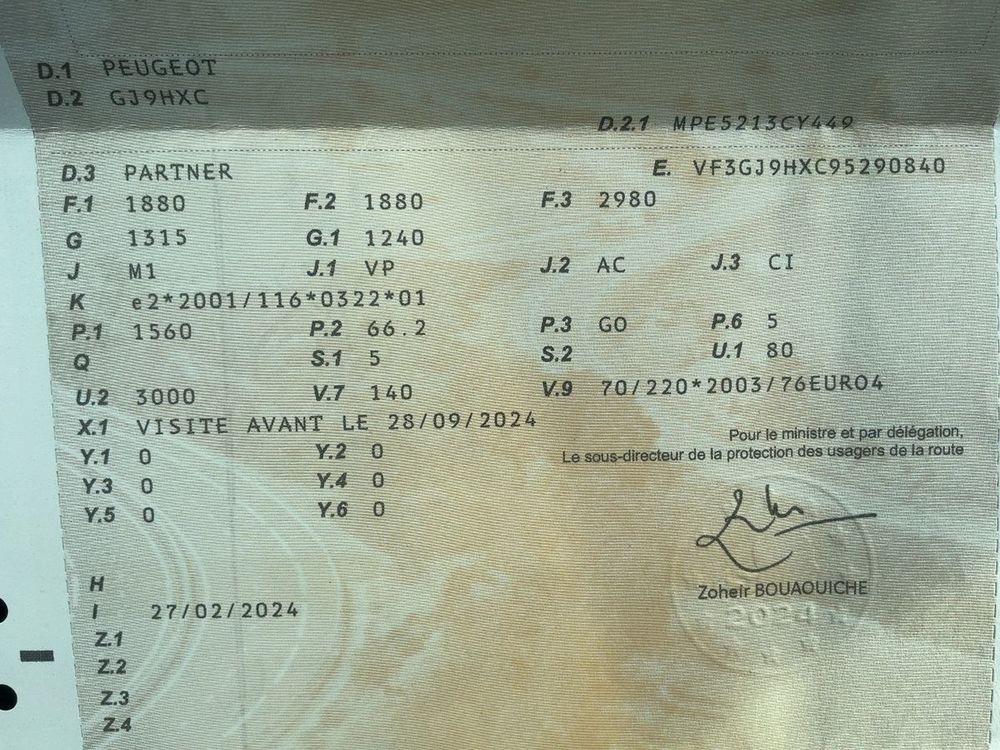 D.1 PEUGEOT
D.2 GJ9HXC
D.2.1 MPE5213CY449
D.3 PARTNER E. VF3GJ9HXC95290840
F.1 1880 F.2 1880 F.3 2980
G 1315 G.1 1240
J M1 J.1 VP J.2 AC J.3 CI
K e2*2001/116*0322*01
P.1 1560 P.2 66.2 P.3 GO P.6 5
Q S.1 5 S.2 U.1 80
U.2 3000 V.7 140 V.9 70/220*2003/76EURO4
X.1 VISITE AVANT LE 28/09/2024
Pour le ministre et par délégation,
Y.1 0 Y.2 0
Le sous-directeur de la protection des usagers de la route
Y.3 0 Y.4 0
Y.5 0 Y.6 0
H
Zoheir BOUAOUICHE
I 27/02/2024
2024
Z.1
Z.2
Z.3
Z.4